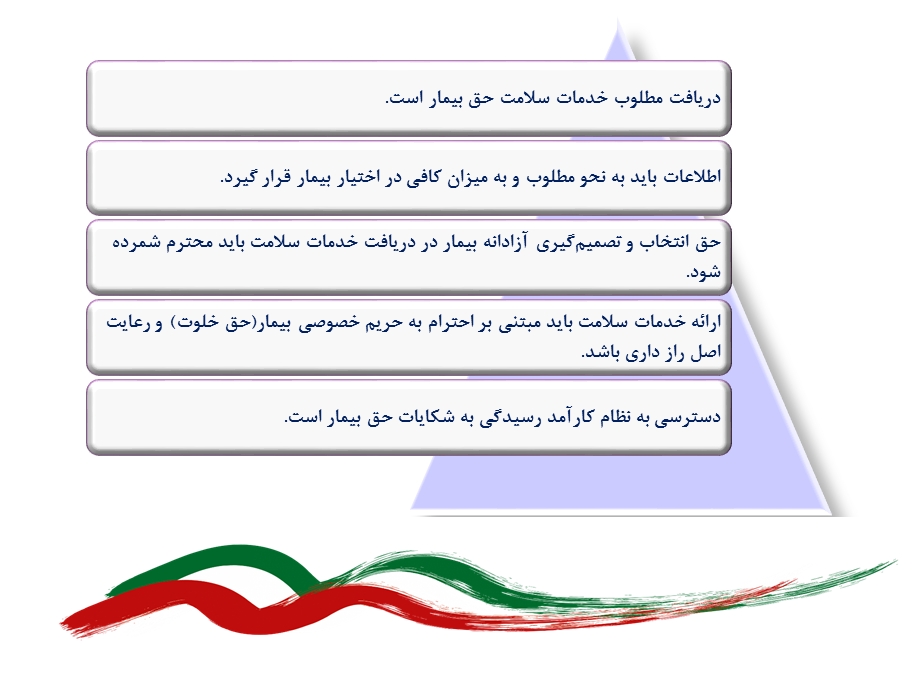 دریافت مطلوب خدمات سلامت حق بیمار است.
اطلاعات باید به نحو مطلوب و به میزان کافی در اختیار بیمار قرار گیرد.
حق انتخاب و تصمیم‌گیری آزادانه بیمار در دریافت خدمات سلامت باید محترم شمرده
شود.
ارائه خدمات سلامت باید مبتنی بر احترام به حریم خصوصی بیمار(حق خلوت) و رعایت
اصل راز داری باشد.
دسترسی به نظام کارآمد رسیدگی به شکایات حق بیمار است.